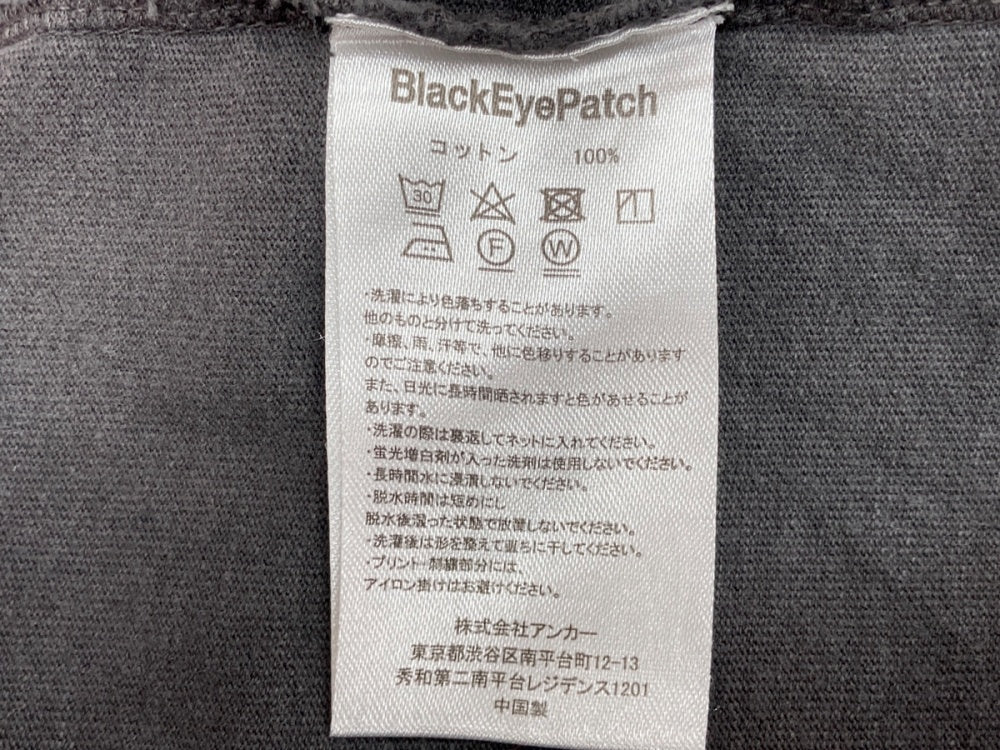 BlackEyePatch
コットン 100%
30
F W
・洗濯により色落ちすることがあります。
他のものと分けて洗ってください。
・摩擦、雨、汗等で、他に色移りすることがあります
のでご注意ください。
また、日光に長時間晒されますと色があせることが
あります。
・洗濯の際は裏返してネットに入れてください。
・蛍光増白剤が入った洗剤は使用しないでください。
・長時間水に浸漬しないでください。
・脱水時間は短めにし
脱水後湿った状態で放置しないでください。
・洗濯後は形を整えて直ちに干してください。
・プリント・刺繍部分には、
アイロン掛けはお避けください。
株式会社アンカー
東京都渋谷区南平台町12-13
秀和第二南平台レジデンス1201
中国製